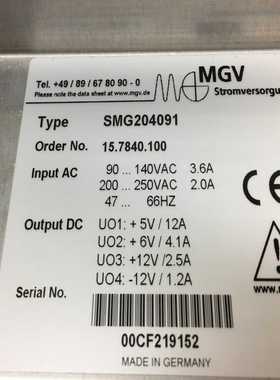 Tel. +49 / 89 / 67 80 90 - 0
Please note the data sheet at www.mgv.de
MGV
Stromversorgu
Type SMG204091
Order No. 15.7840.100
Input AC 90 ... 140VAC 3.6A
200 ... 250VAC 2.0A
47 ... 66HZ
Output DC UO1: + 5V / 12A
UO2: + 6V / 4.1A
UO3: +12V /2.5A
UO4: -12V / 1.2A
Serial No.
00CF219152
MADE IN GERMANY